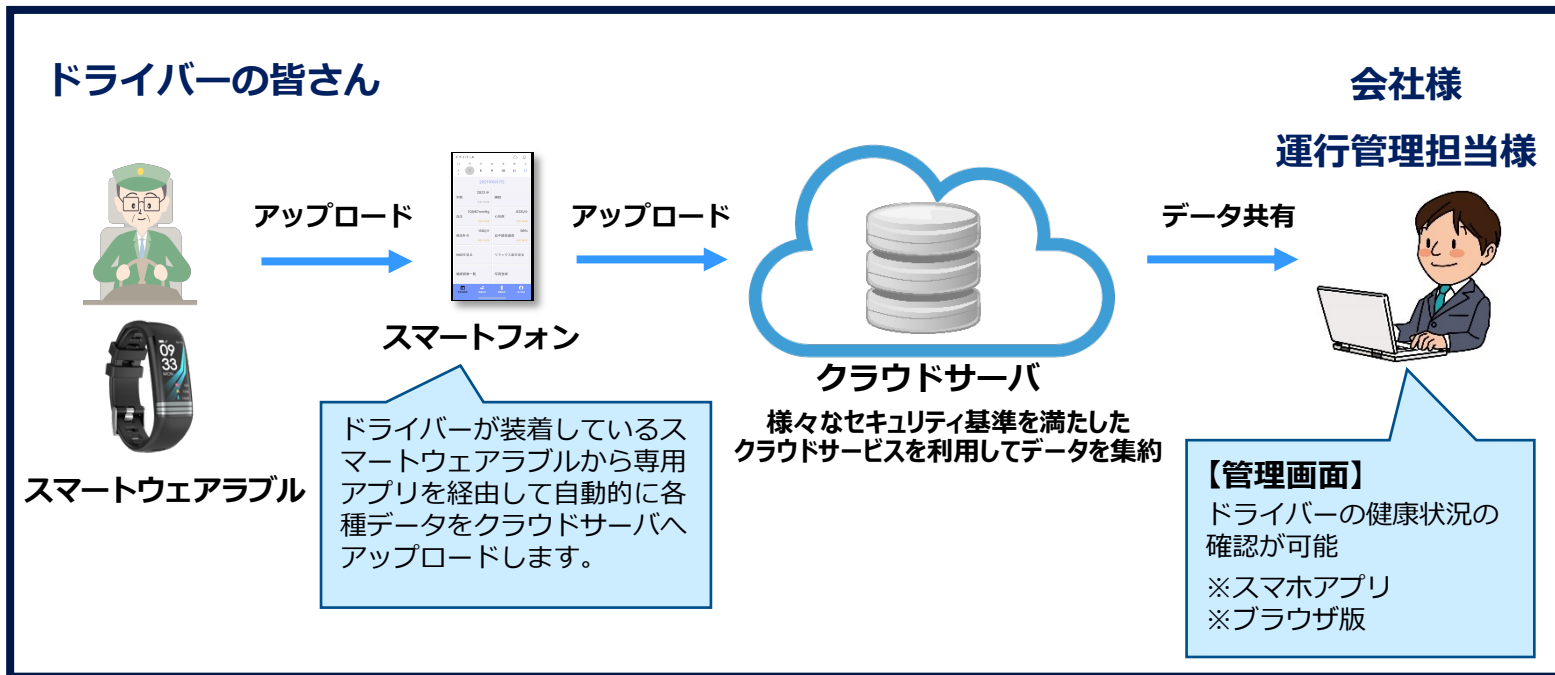 ドライバーの皆さん
会社様
運行管理担当様
アップロード
アップロード
データ共有
スマートフォン
クラウドサーバ
様々なセキュリティ基準を満たした
クラウドサービスを利用してデータを集約
09
33
スマートウェアラブル
ドライバーが装着しているス
マートウェアラブルから専用
アプリを経由して自動的に各
種データをクラウドサーバへ
アップロードします。
【管理画面】
ドライバーの健康状況の
確認が可能
※スマホアプリ
※ブラウザ版